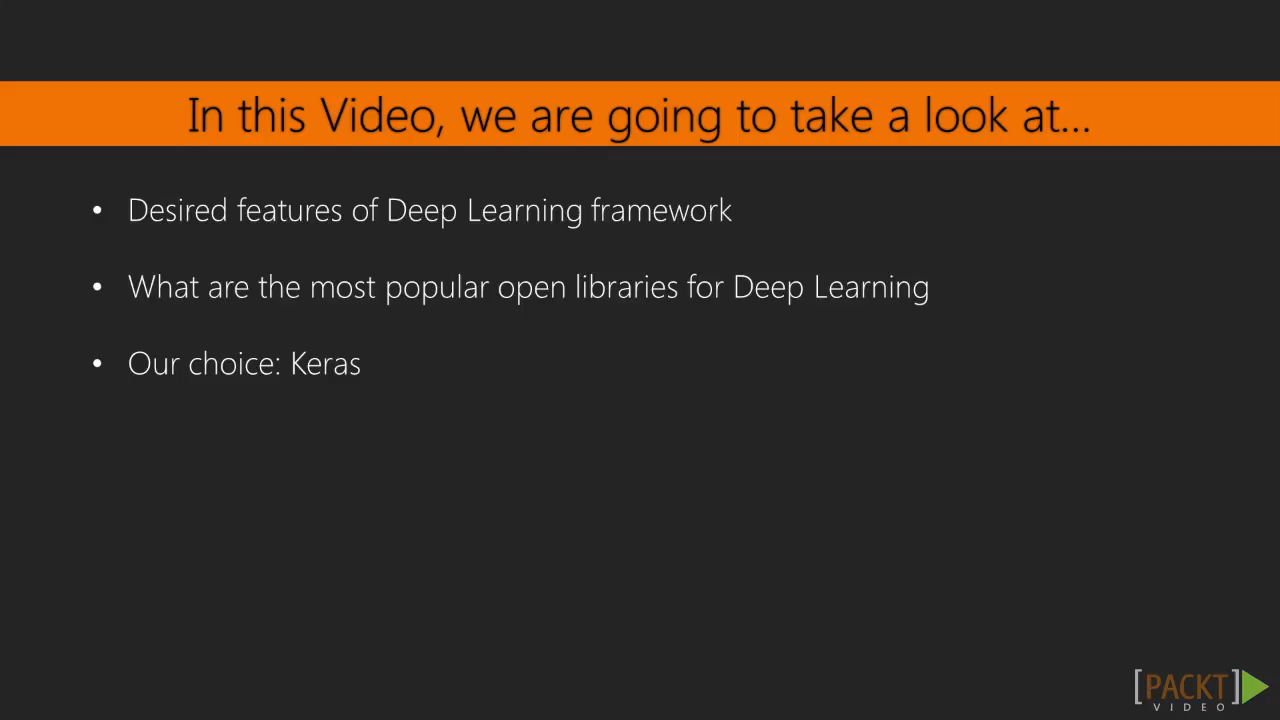 In this Video, we are going to take a look at...
• Desired features of Deep Learning framework
• What are the most popular open libraries for Deep Learning
• Our choice: Keras
[PACKT]
VIDEO